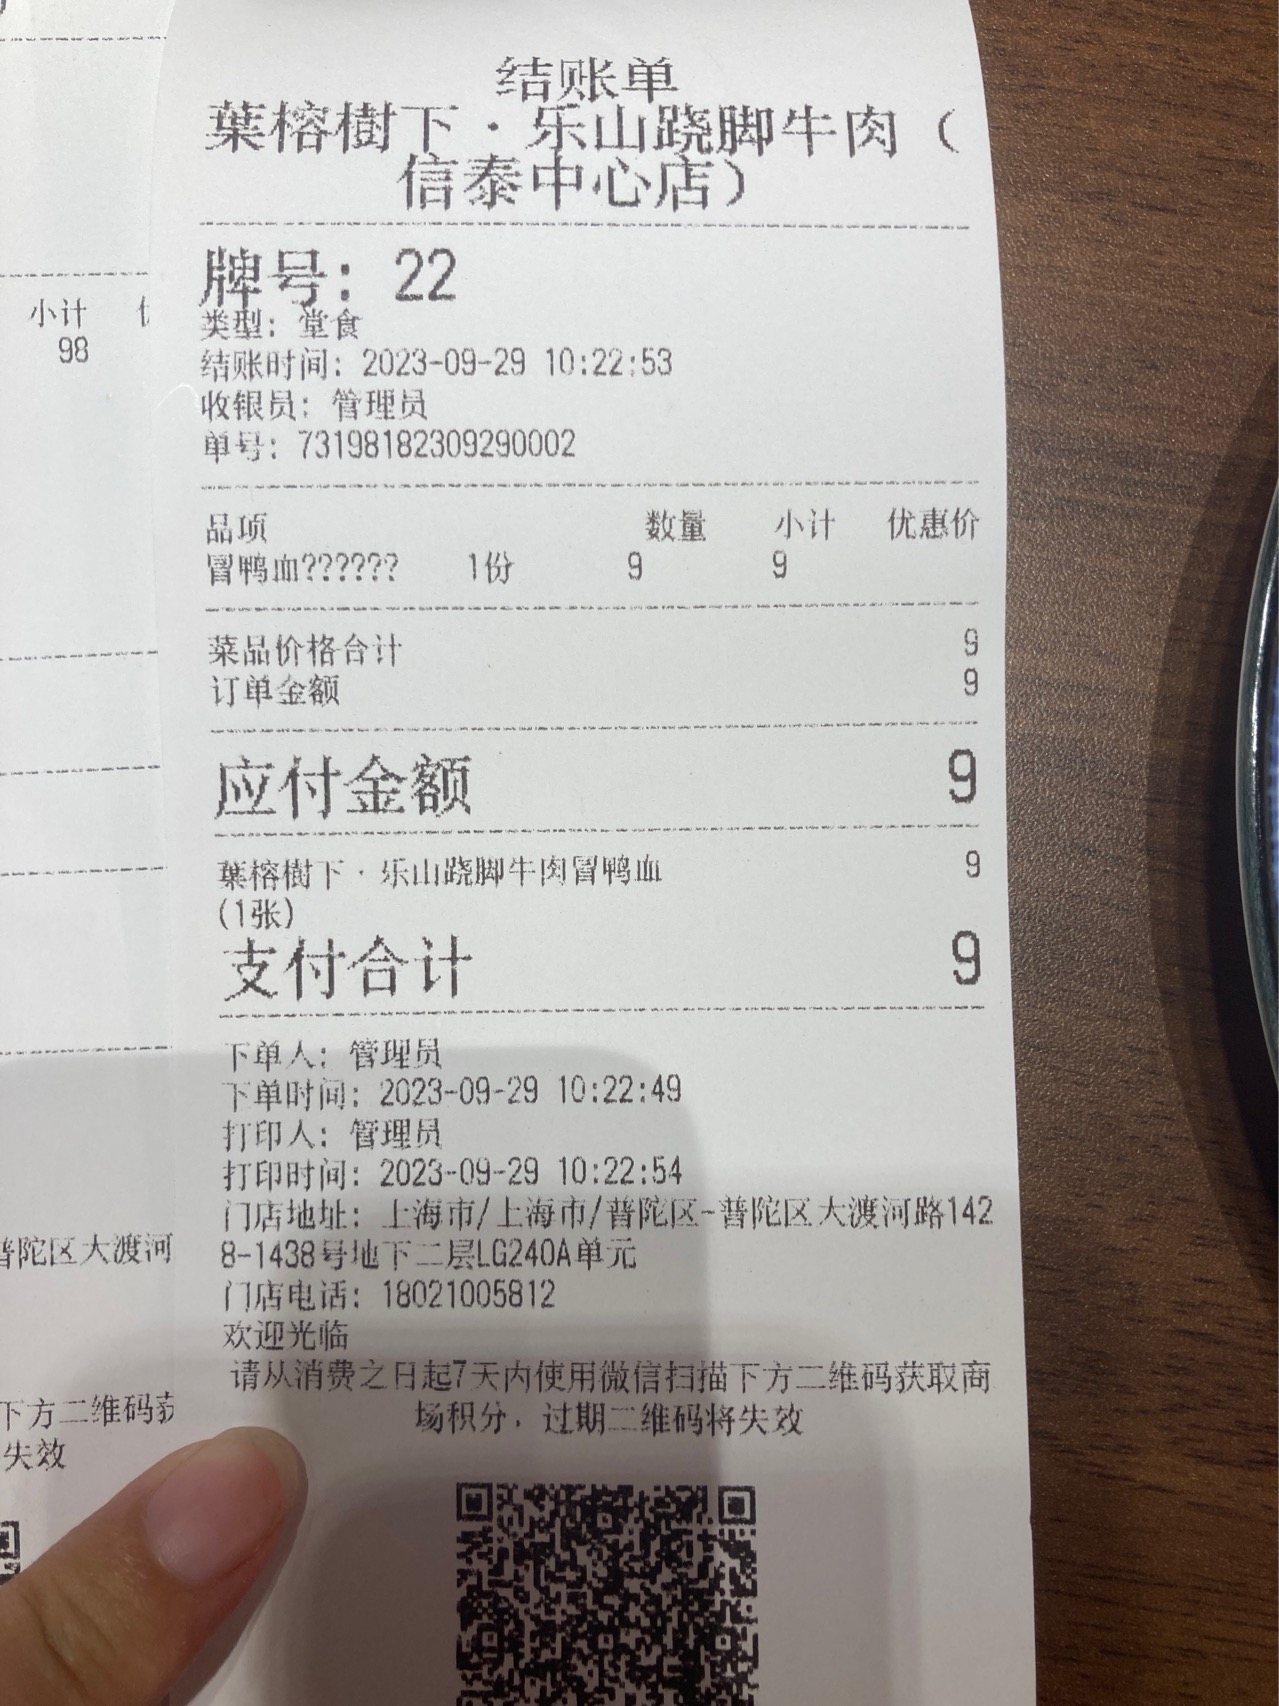 结账单
葉榕樹下·乐山跷脚牛肉（
信泰中心店）
牌号：22
类型：堂食
结账时间：2023-09-29 10:22:53
收银员：管理员
单号：73198182309290002
品项 数量 小计 优惠价
冒鸭血?????? 1份 9 9
菜品价格合计 9
订单金额 9
应付金额 9
葉榕樹下·乐山跷脚牛肉冒鸭血 9
(1张)
支付合计 9
下单人：管理员
下单时间：2023-09-29 10:22:49
打印人：管理员
打印时间：2023-09-29 10:22:54
门店地址：上海市/上海市/普陀区-普陀区大渡河路142
8-1438号地下二层LG240A单元
门店电话：18021005812
欢迎光临
请从消费之日起7天内使用微信扫描下方二维码获取商
场积分，过期二维码将失效
小计
98
普陀区大渡河
下方二维码获
失效